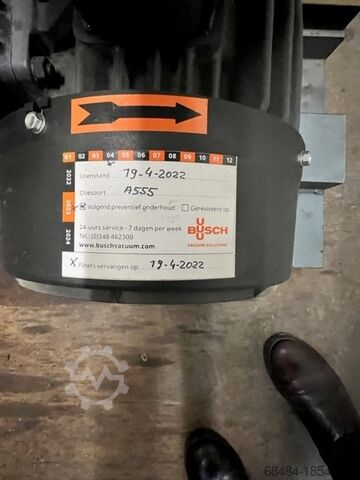 01 02 03 04 05 06 07 08 09 10 11 12
2022
2023
2024
Urenstand : 19-4-2022
Oliesoort : A555
Volgend preventief onderhoud Gereviseerd op
24-uurs service - 7 dagen per week
Tel.: (0)348 462300
www.buschvacuum.com
BUSCH
VACUUM SOLUTIONS
X Filters vervangen op : 19-4-2022